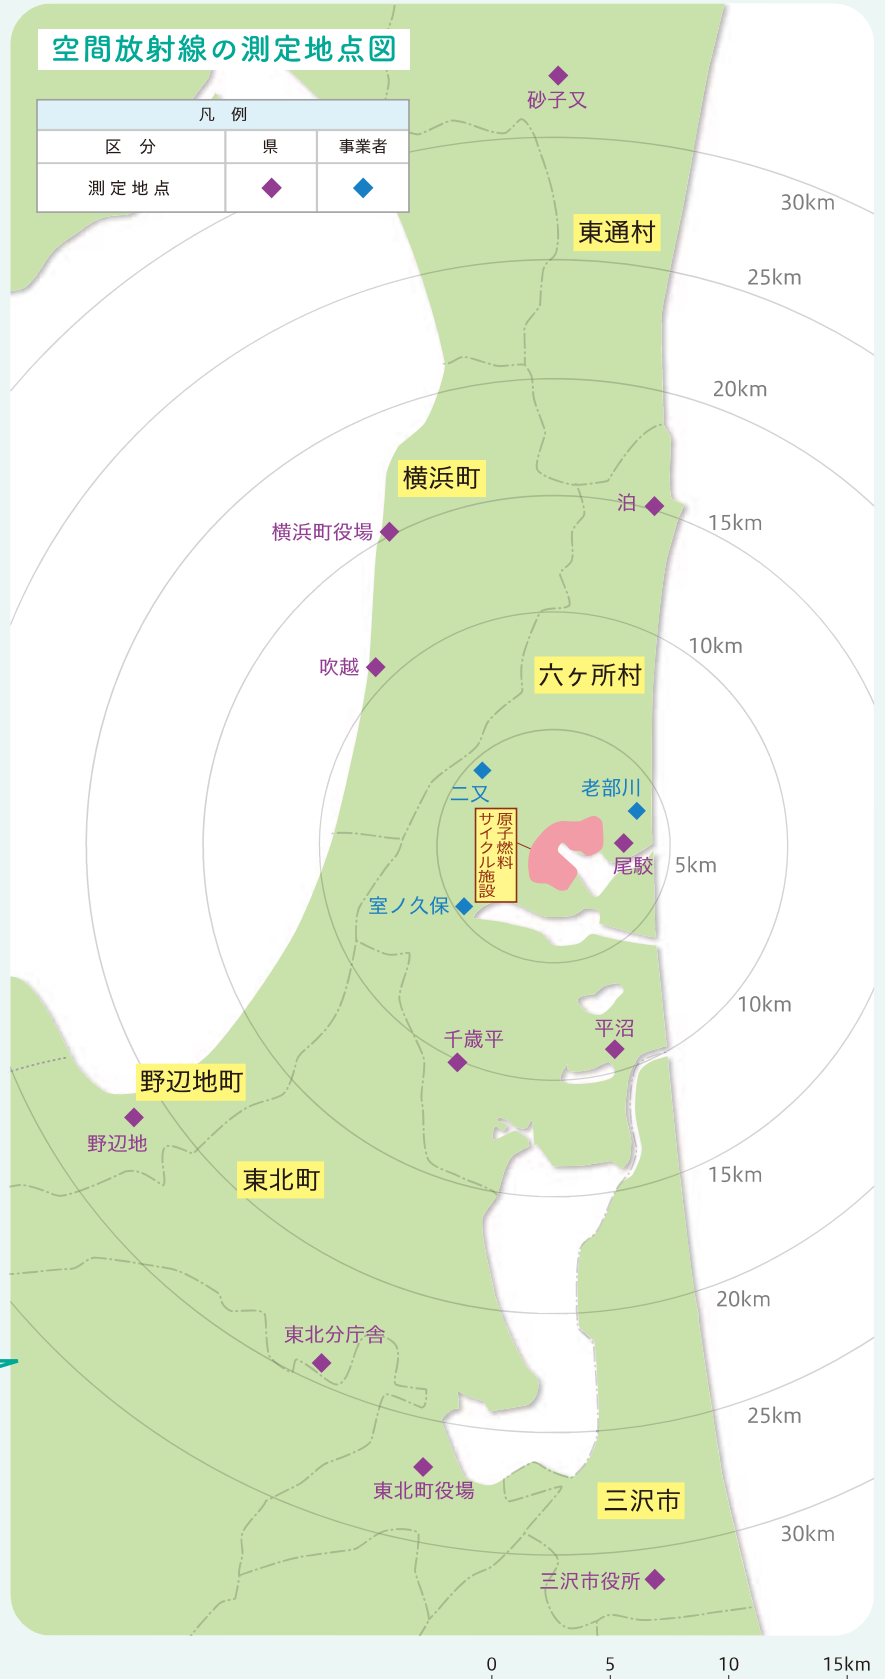 空間放射線の測定地点図
凡 例
区 分 県 事業者
測定地点
砂子又
30km
東通村
25km
20km
横浜町
泊
15km
横浜町役場
10km
吹越
六ヶ所村
二又
老部川
原子燃料
サイクル施設
尾駮
5km
室ノ久保
10km
千歳平
平沼
野辺地町
野辺地
東北町
15km
20km
東北分庁舎
25km
東北町役場
三沢市
30km
三沢市役所
0 5 10 15km